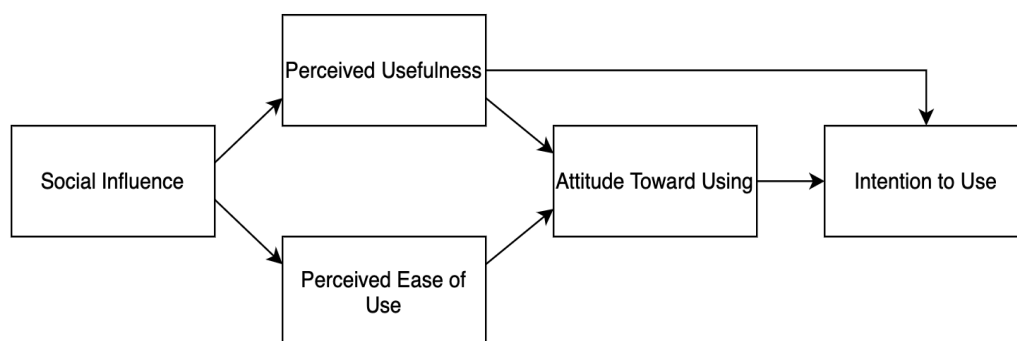 Perceived Usefulness
Social Influence
Attitude Toward Using
Intention to Use
Perceived Ease of
Use